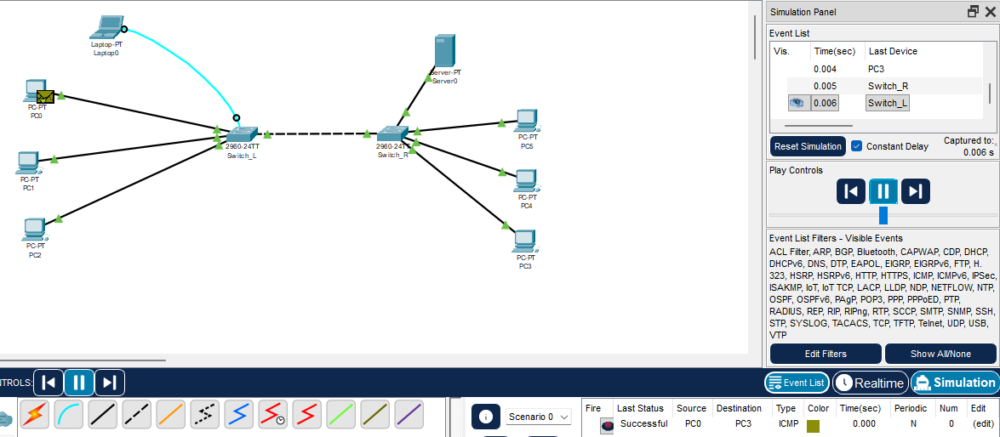 Simulation Panel
Event List
Vis. Time(sec) Last Device
0.004 PC3
0.005 Switch_R
0.006 Switch_L
Reset Simulation Constant Delay Captured to:
0.006 s
Play Controls
Event List Filters - Visible Events
ACL Filter, ARP, BGP, Bluetooth, CAPWAP, CDP, DHCP,
DHCPv6, DNS, DTP, EAPOL, EIGRP, EIGRPv6, FTP, H.
323, HSRP, HSRPv6, HTTP, HTTPS, ICMP, ICMPv6, IPSec,
ISAKMP, IoT, IoT TCP, LACP, LLDP, NDP, NETFLOW, NTP,
OSPF, OSPFv6, PAgP, POP3, PPP, PPPoED, PTP,
RADIUS, REP, RIP, RIPng, RTP, SCCP, SMTP, SNMP, SSH,
STP, SYSLOG, TACACS, TCP, TFTP, Telnet, UDP, USB,
VTP
Edit Filters Show All/None
Laptop-PT
Laptop0
PC-PT
PC0
PC-PT
PC1
PC-PT
PC2
2960-24TT
Switch_L
2960-24TT
Switch_R
Server-PT
Server0
PC-PT
PC5
PC-PT
PC4
PC-PT
PC3
NTROLS:
Event List Realtime Simulation
Scenario 0
Fire Last Status Source Destination Type Color Time(sec) Periodic Num Edit
Successful PC0 PC3 ICMP 0.000 N 0 (edit)